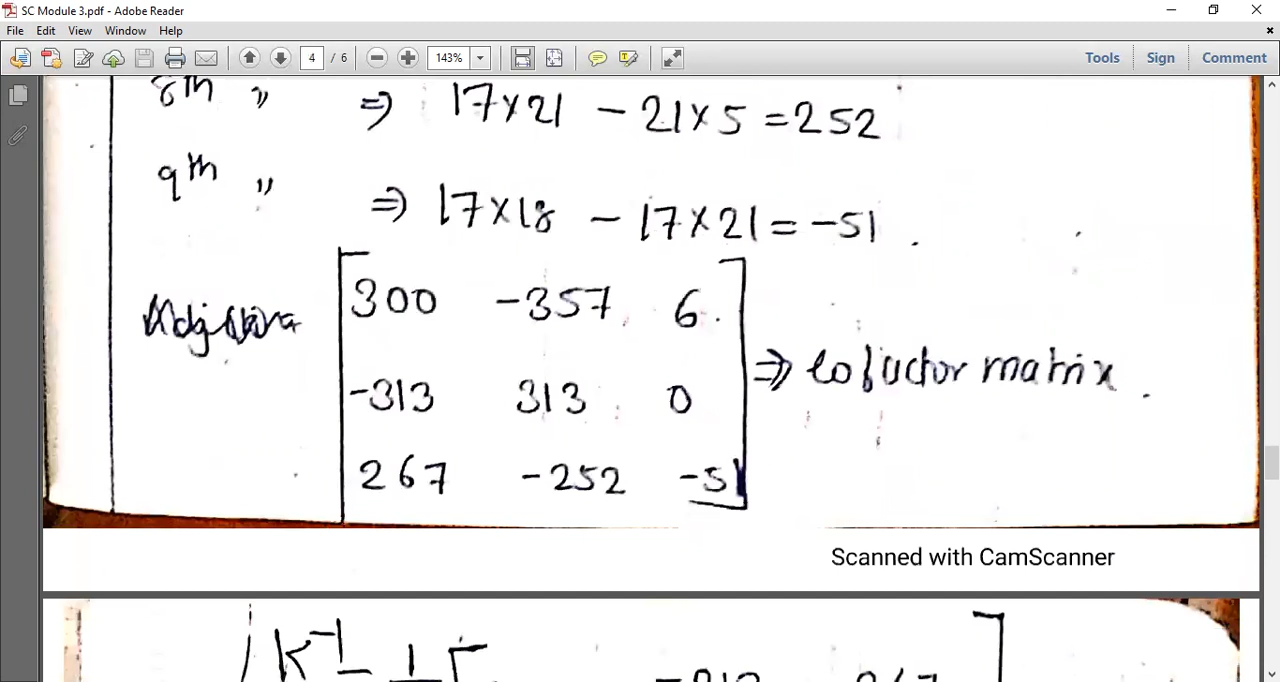 SC Module 3.pdf - Adobe Reader
File Edit View Window Help
4 / 6 143% Tools Sign Comment
8th " ⇒ 17×21 - 21×5 = 252
9th " ⇒ 17×18 - 17×21 = -51.
300 -357 6.
⇒ cofactor matrix.
-313 313 0
267 -252 -51
Scanned with CamScanner
K-1 = 1